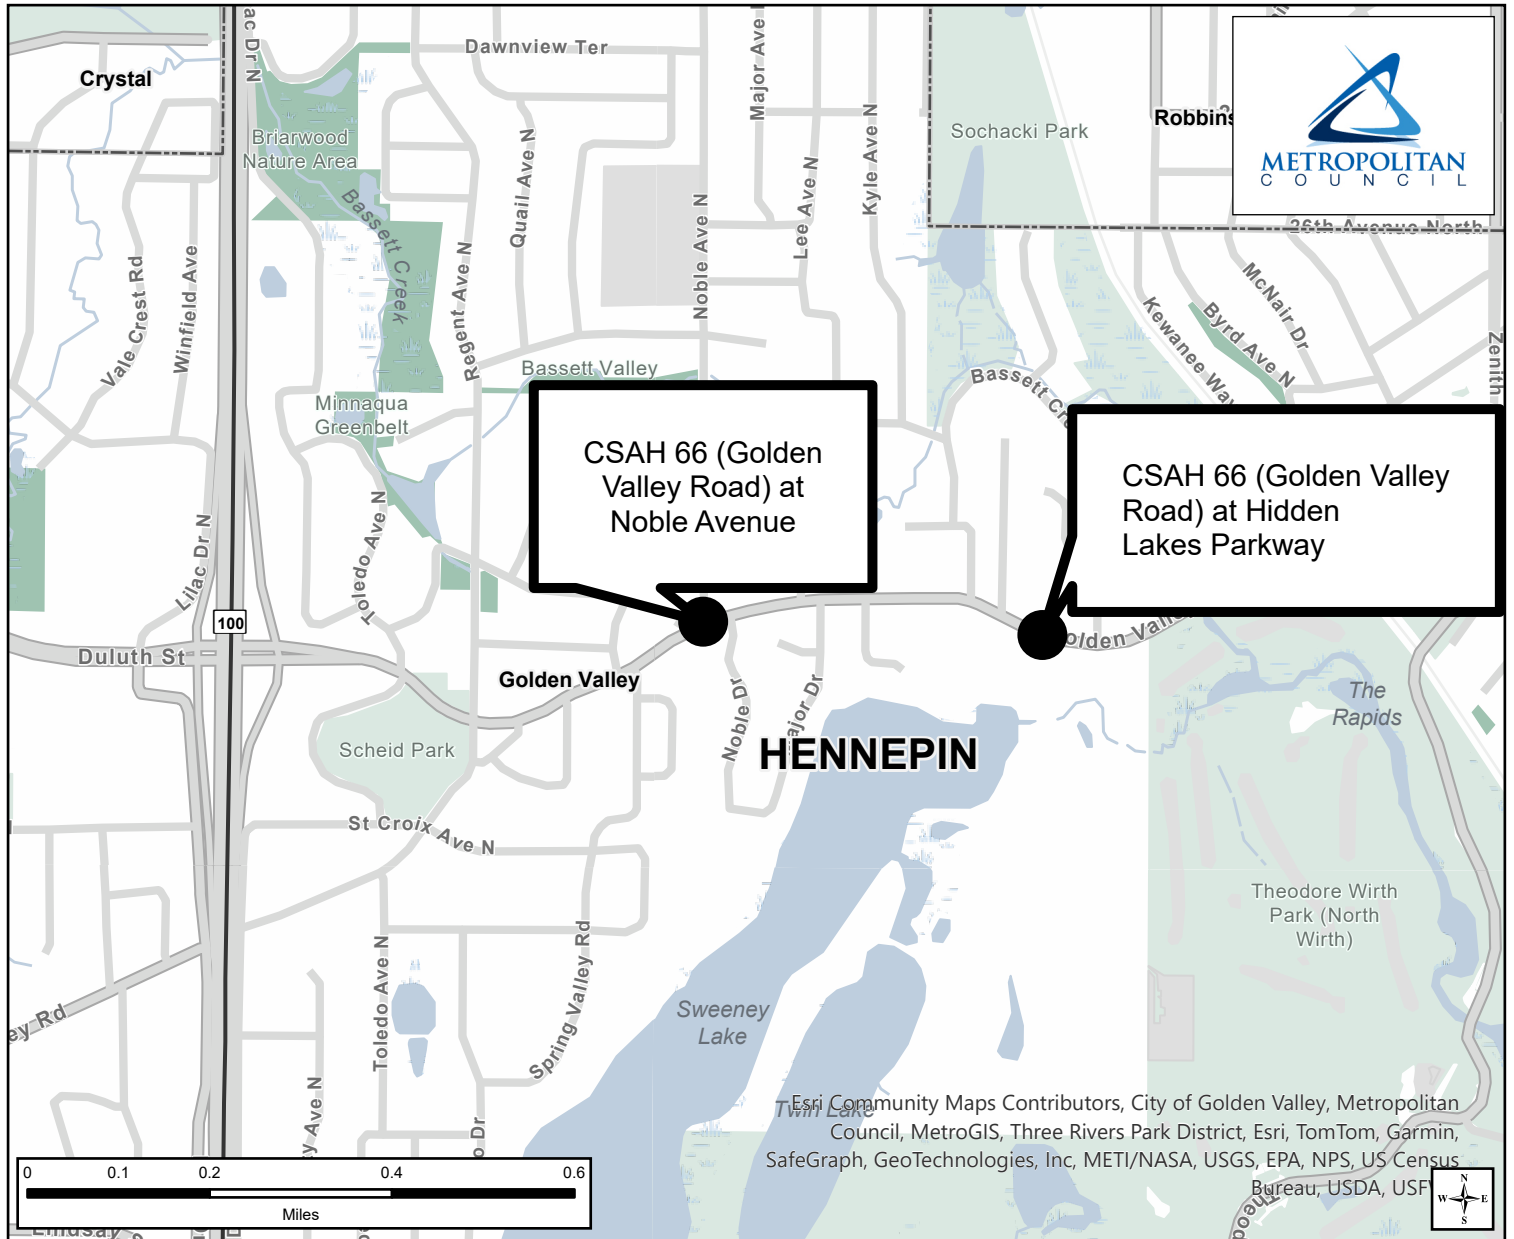 Crystal
Dawnview Ter
Major Ave
Robbins
METROPOLITAN
COUNCIL
Sochacki Park
Briarwood
Nature Area
Bassett Creek
Quail Ave N
Kyle Ave N
Lee Ave N
Noble Ave N
Regent Ave N
26th Avenue North
Vale Crest Rd
Winfield Ave
McNair Dr
Byrd Ave N
Kewanee Way
Zenith
Bassett Valley
Minnaqua
Greenbelt
CSAH 66 (Golden
Valley Road) at
Noble Avenue
CSAH 66 (Golden Valley
Road) at Hidden
Lakes Parkway
Toledo Ave N
Lilac Dr N
100
Duluth St
Golden Valley
Noble Dr
HENNEPIN
The
Rapids
Scheid Park
St Croix Ave N
Theodore Wirth
Park (North
Wirth)
Toledo Ave N
Spring Valley Rd
Sweeney
Lake
Twin Lake
Esri Community Maps Contributors, City of Golden Valley, Metropolitan
Council, MetroGIS, Three Rivers Park District, Esri, TomTom, Garmin,
SafeGraph, GeoTechnologies, Inc, METI/NASA, USGS, EPA, NPS, US Census
Bureau, USDA, USF
0 0.1 0.2 0.4 0.6
Miles
N
W E
S